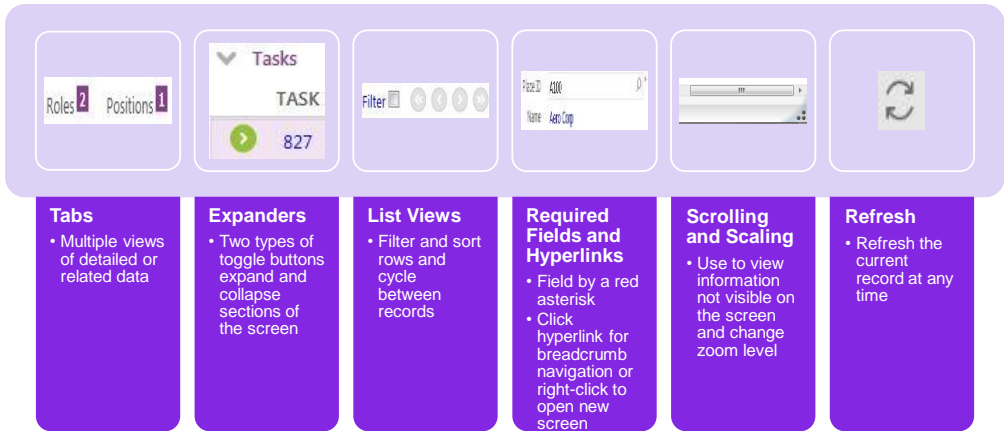 Roles 2 Positions 1
Tasks
TASK
827
Filter
Place ID A100
Name Aero Corp
Tabs
• Multiple views
of detailed or
related data
Expanders
• Two types of
toggle buttons
expand and
collapse
sections of
the screen
List Views
• Filter and sort
rows and
cycle
between
records
Required
Fields and
Hyperlinks
• Field by a red
asterisk
• Click
hyperlink for
breadcrumb
navigation or
right-click to
open new
screen
Scrolling
and Scaling
• Use to view
information
not visible on
the screen
and change
zoom level
Refresh
• Refresh the
current
record at any
time